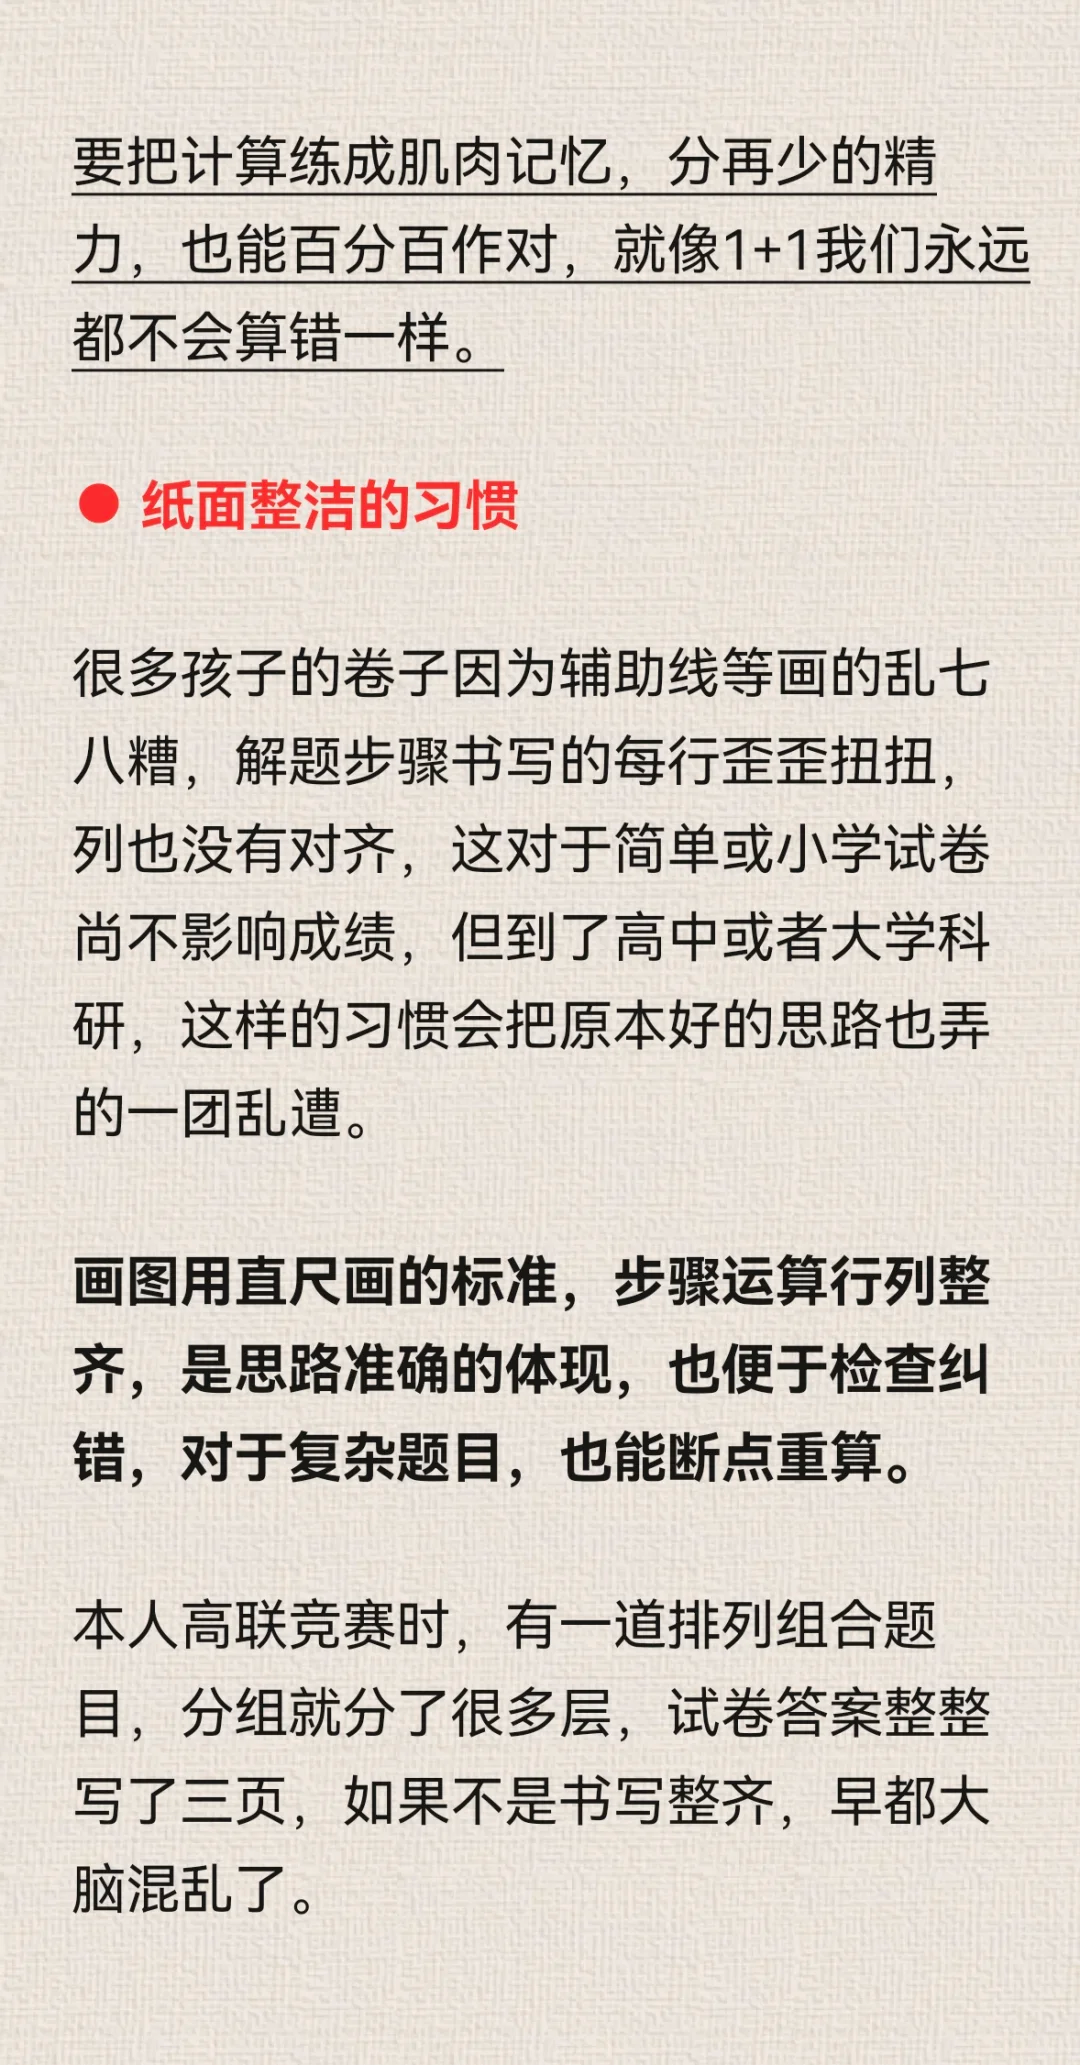 要把计算练成肌肉记忆，分再少的精
力，也能百分百作对，就像1+1我们永远
都不会算错一样。
● 纸面整洁的习惯
很多孩子的卷子因为辅助线等画的乱七
八糟，解题步骤书写的每行歪歪扭扭，
列也没有对齐，这对于简单或小学试卷
尚不影响成绩，但到了高中或者大学科
研，这样的习惯会把原本好的思路也弄
的一团乱遭。
画图用直尺画的标准，步骤运算行列整
齐，是思路准确的体现，也便于检查纠
错，对于复杂题目，也能断点重算。
本人高联竞赛时，有一道排列组合题
目，分组就分了很多层，试卷答案整整
写了三页，如果不是书写整齐，早都大
脑混乱了。